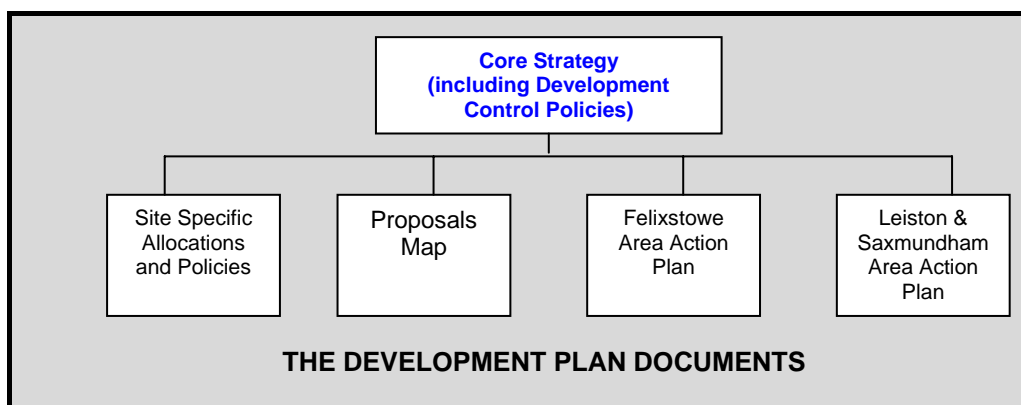 Core Strategy
(including Development
Control Policies)
Site Specific
Allocations
and Policies
Proposals
Map
Felixstowe
Area Action
Plan
Leiston &
Saxmundham
Area Action
Plan
THE DEVELOPMENT PLAN DOCUMENTS